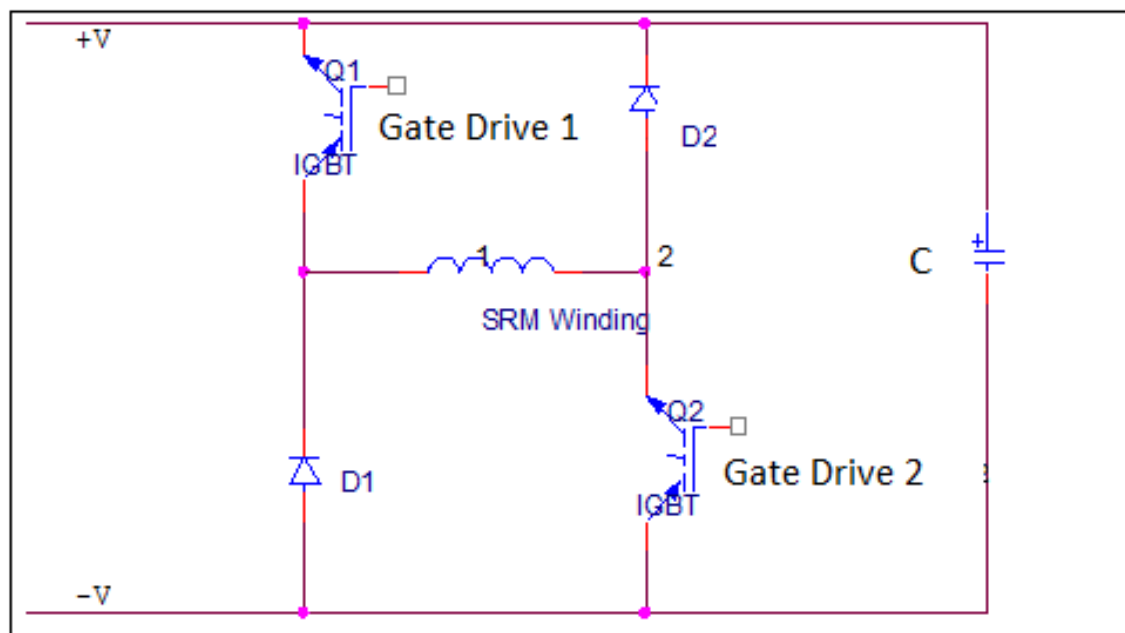 +V
Q1
Gate Drive 1
IGBT
D2
1
2
SRM Winding
C
+
Q2
Gate Drive 2
IGBT
D1
-V